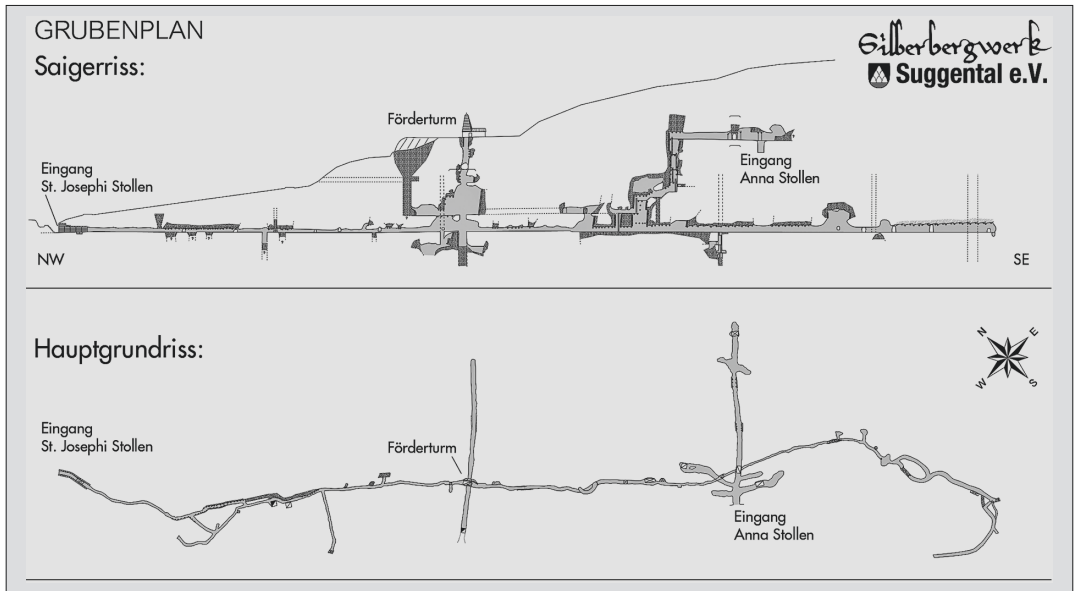 GRUBENPLAN
Silberbergwerk
Suggental e.V.
Saigerriss:
Förderturm
Eingang
St. Josephi Stollen
Eingang
Anna Stollen
NW
SE
Hauptgrundriss:
N
E
W
S
Eingang
St. Josephi Stollen
Förderturm
Eingang
Anna Stollen